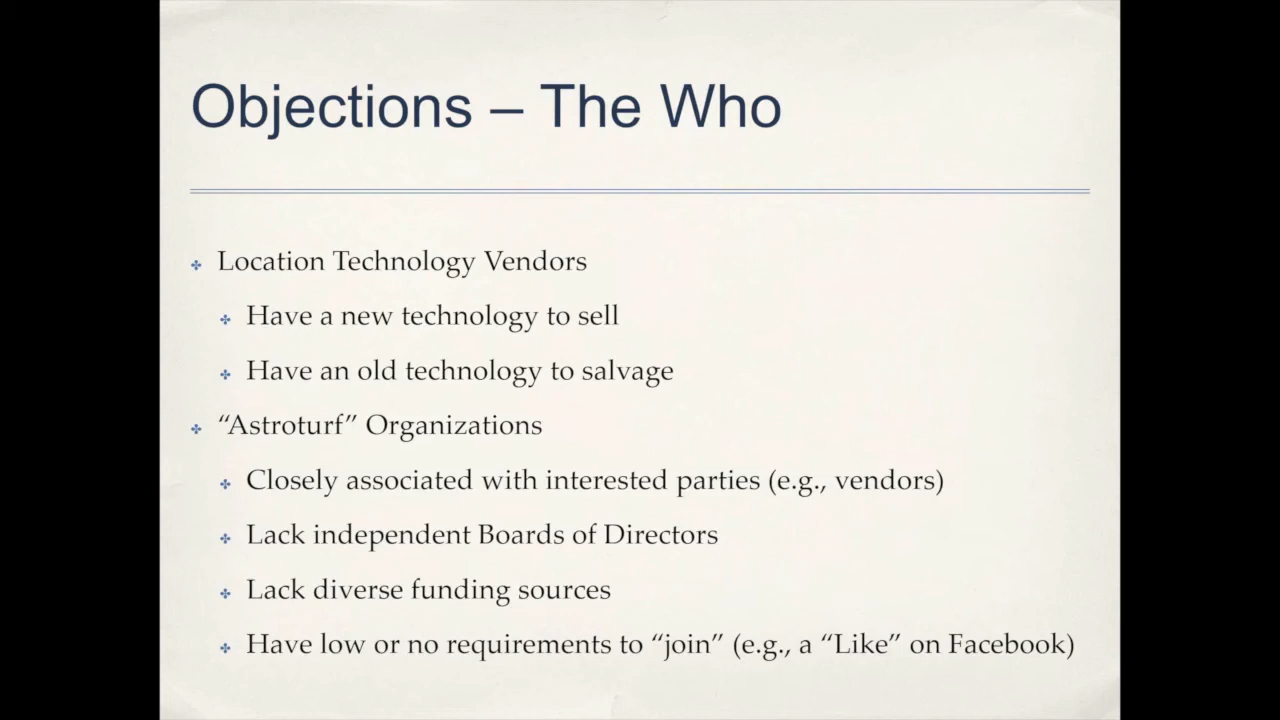 Objections – The Who
Location Technology Vendors
Have a new technology to sell
Have an old technology to salvage
“Astroturf” Organizations
Closely associated with interested parties (e.g., vendors)
Lack independent Boards of Directors
Lack diverse funding sources
Have low or no requirements to “join” (e.g., a “Like” on Facebook)